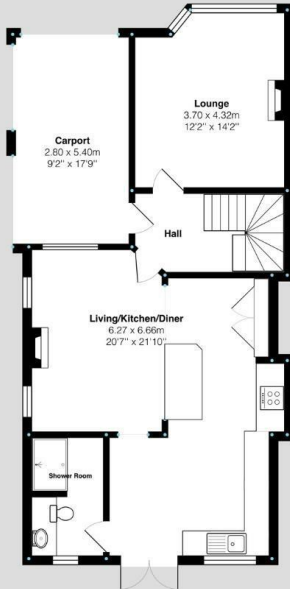 Lounge
3.70 x 4.32m
12'2" x 14'2"
Carport
2.80 x 5.40m
9'2" x 17'9"
Hall
Living/Kitchen/Diner
6.27 x 6.66m
20'7" x 21'10"
Shower Room